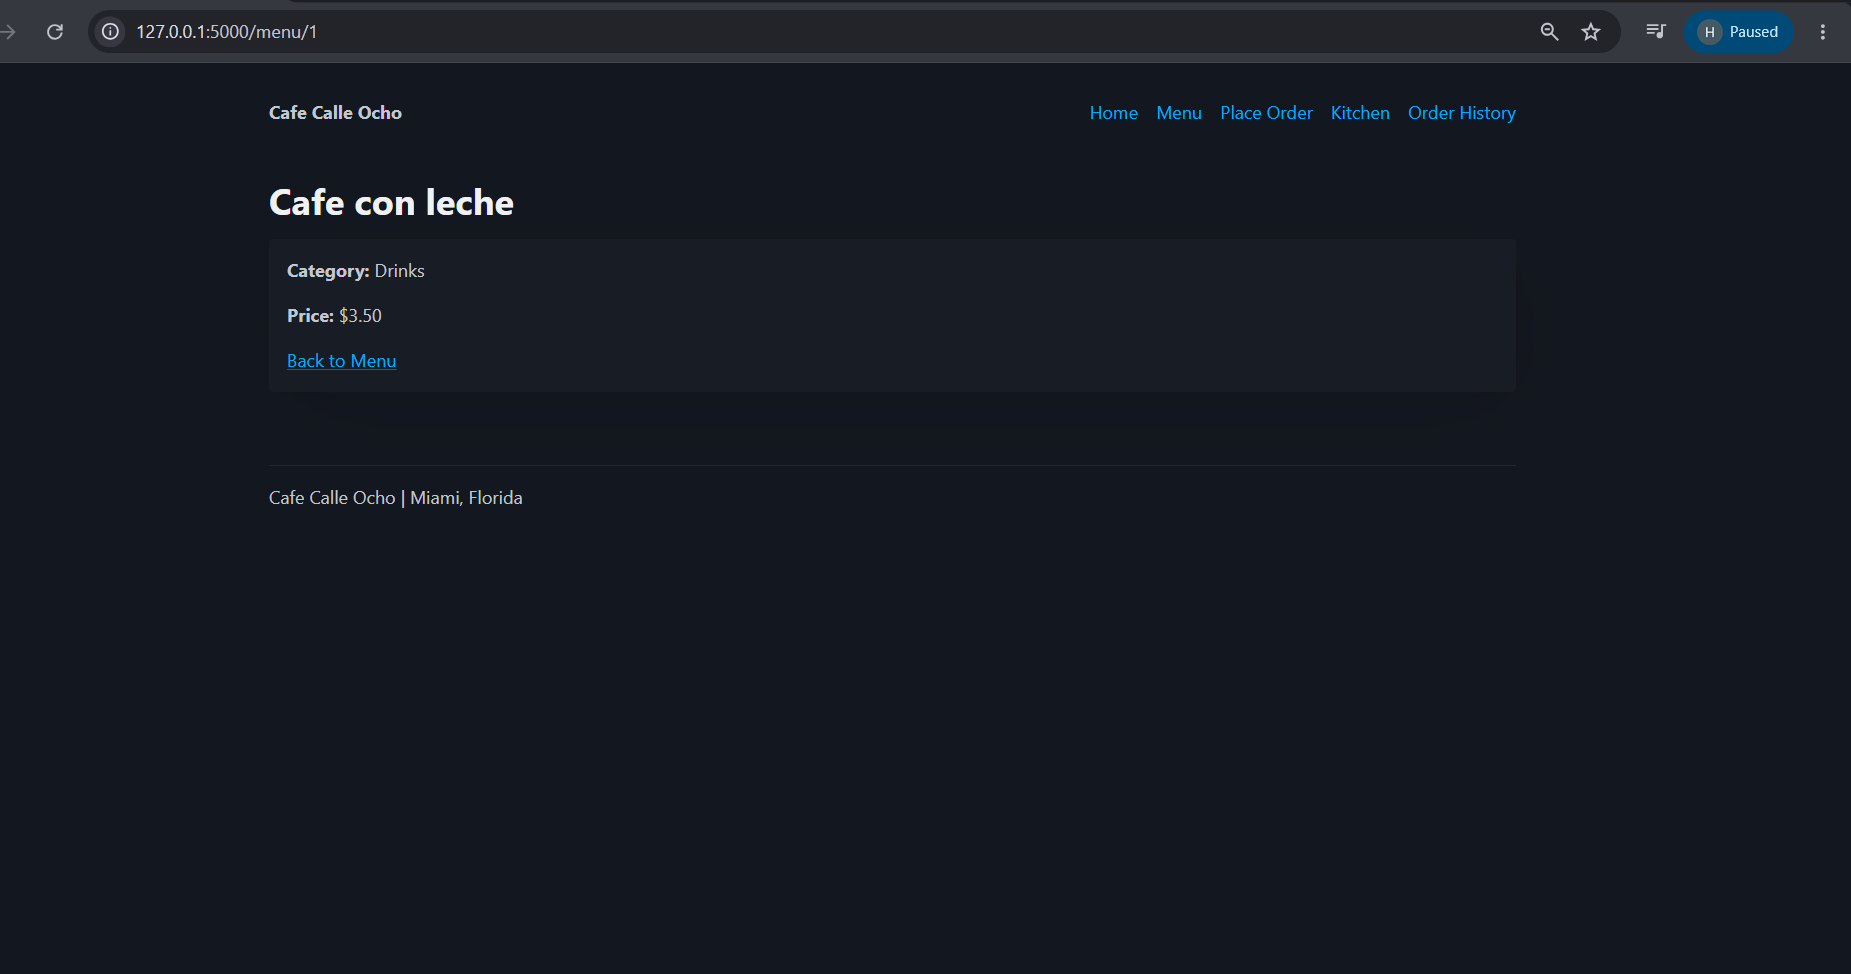 127.0.0.1:5000/menu/1
H Paused
Cafe Calle Ocho
Home Menu Place Order Kitchen Order History
Cafe con leche
Category: Drinks
Price: $3.50
Back to Menu
Cafe Calle Ocho | Miami, Florida